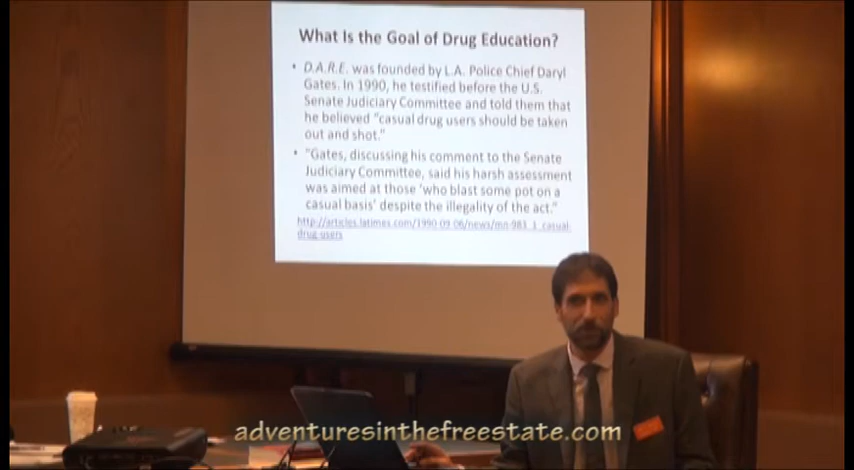 What Is the Goal of Drug Education?
• D.A.R.E. was founded by L.A. Police Chief Daryl
Gates. In 1990, he testified before the U.S.
Senate Judiciary Committee and told them that
he believed "casual drug users should be taken
out and shot."
• "Gates, discussing his comment to the Senate
Judiciary Committee, said his harsh assessment
was aimed at those 'who blast some pot on a
casual basis' despite the illegality of the act."
http://articles.latimes.com/1990-09-06/news/mn-983_1_casual-
drug-users
adventuresinthefreestate.com